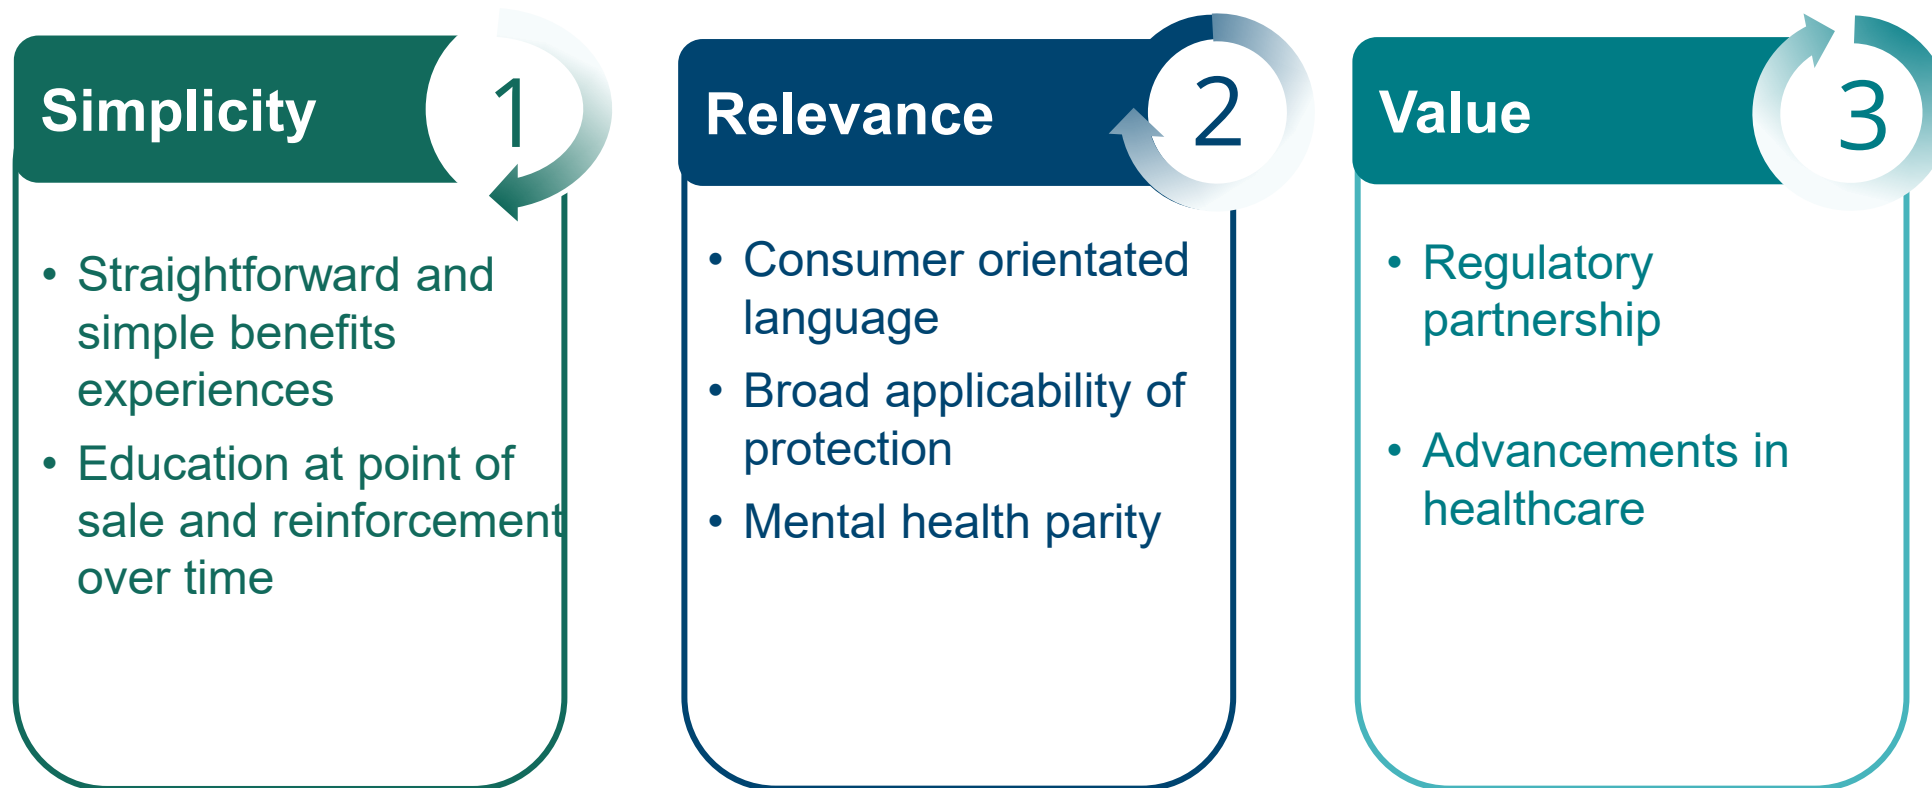 Simplicity
1
• Straightforward and
simple benefits
experiences
• Education at point of
sale and reinforcement
over time
Relevance
2
• Consumer orientated
language
• Broad applicability of
protection
• Mental health parity
Value
3
• Regulatory
partnership
• Advancements in
healthcare